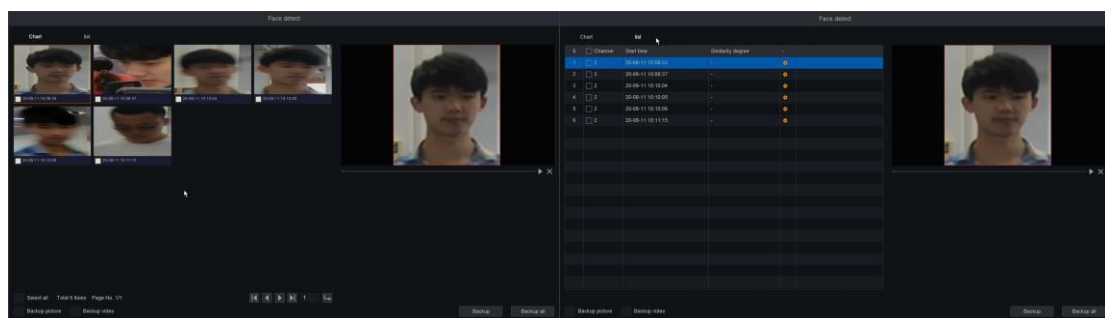 Face detect
Chart list
20-08-11 10:08:03
20-08-11 10:08:37
20-08-11 10:10:04
20-08-11 10:10:05
20-08-11 10:10:06
20-08-11 10:11:15
Select all Total 6 items Page No. 1/1
1
Backup picture Backup video Backup Backup all
Face detect
Chart list
6 Channel Start time Similarity degree -
1 2 20-08-11 10:08:03 -
2 2 20-08-11 10:08:37 -
3 2 20-08-11 10:10:04 -
4 2 20-08-11 10:10:05 -
5 2 20-08-11 10:10:06 -
6 2 20-08-11 10:11:15 -
Backup picture Backup video Backup Backup all